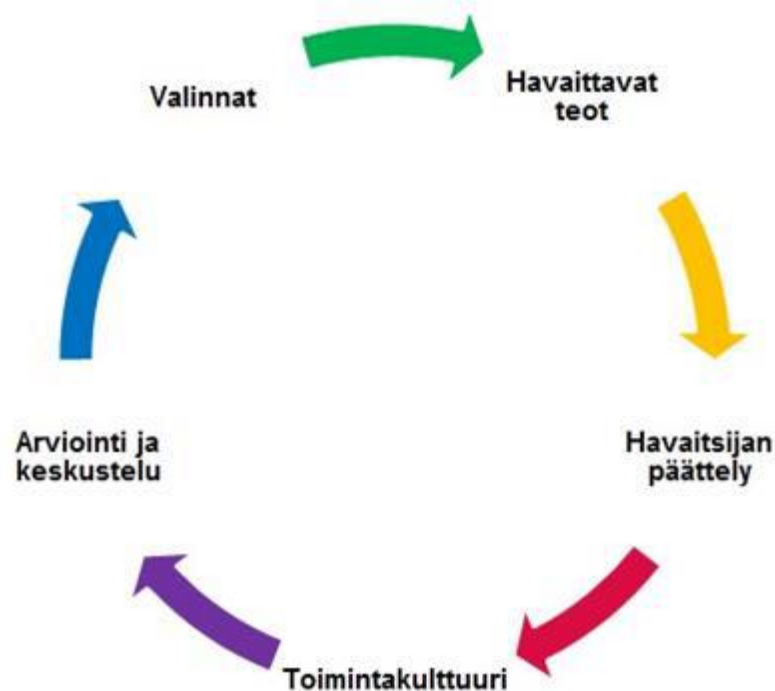 Valinnat
Havaittavat
teot
Havaitsijan
päättely
Toimintakulttuuri
Arviointi ja
keskustelu